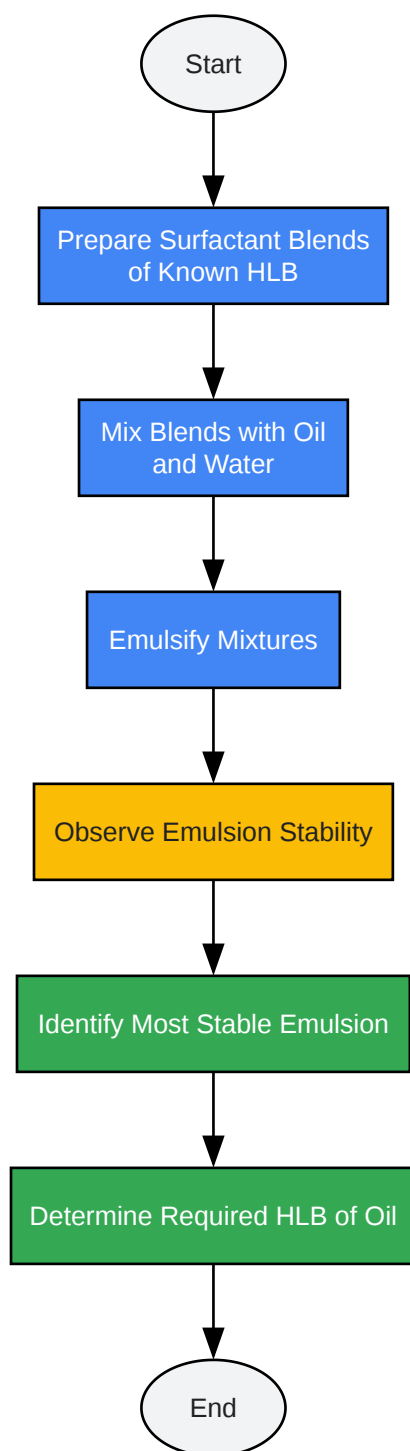 Start
Prepare Surfactant Blends
of Known HLB
Mix Blends with Oil
and Water
Emulsify Mixtures
Observe Emulsion Stability
Identify Most Stable Emulsion
Determine Required HLB of Oil
End